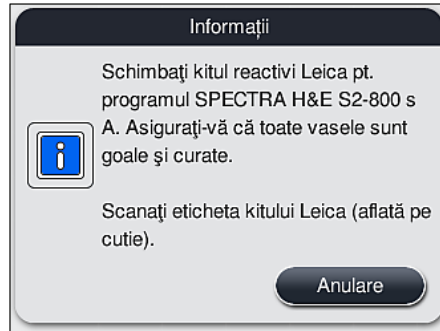 Informații
Schimbaţi kitul reactivi Leica pt.
programul SPECTRA H&E S2-800 s
A. Asiguraţi-vă că toate vasele sunt
goale şi curate.
Scanaţi eticheta kitului Leica (aflată pe
cutie).
Anulare